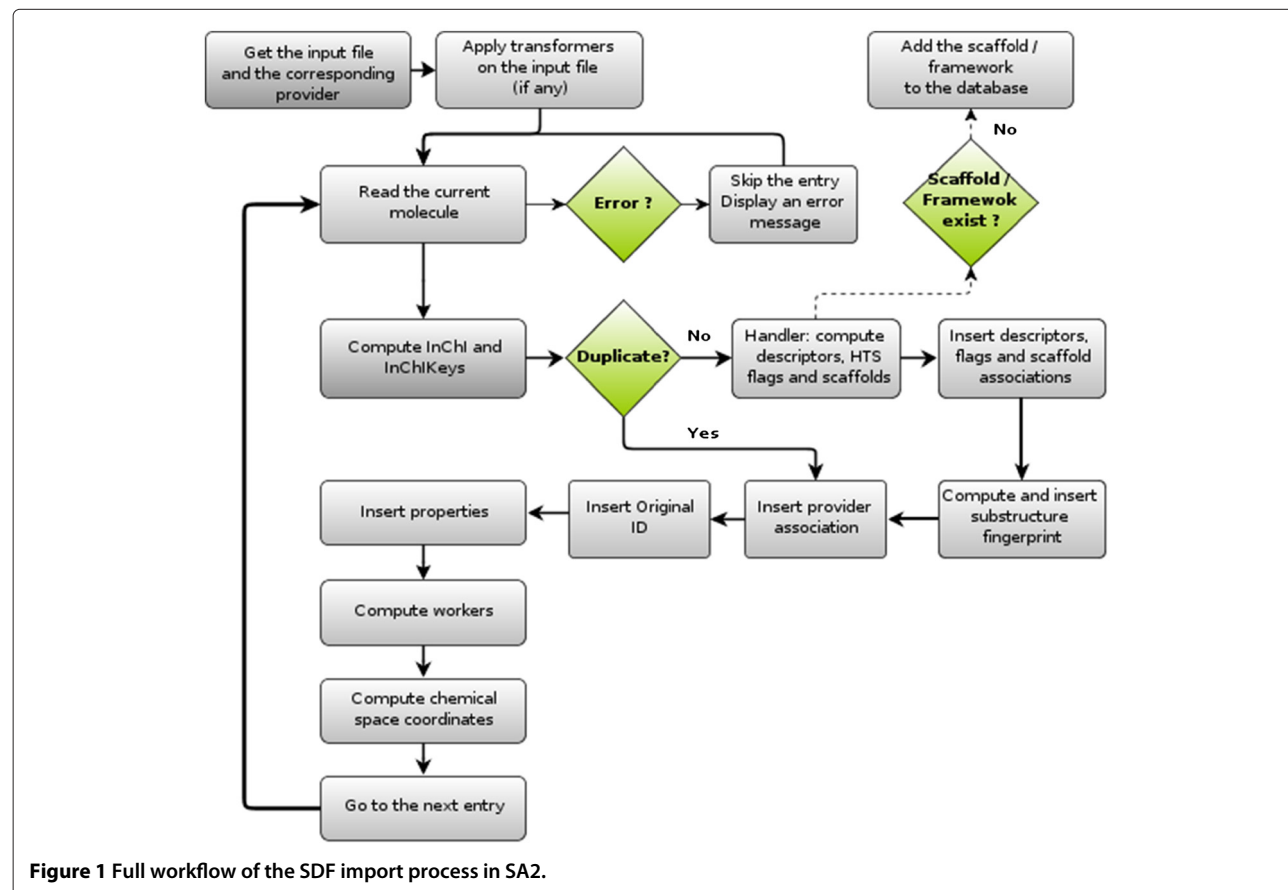 Get the input file
and the corresponding
provider
Apply transformers
on the input file
(if any)
Add the scaffold /
framework
to the database
No
Read the current
molecule
Error ?
Skip the entry
Display an error
message
Scaffold /
Framewok
exist ?
Compute InChI and
InChIKeys
Duplicate?
No
Handler: compute
descriptors, HTS
flags and scaffolds
Insert descriptors,
flags and scaffold
associations
Yes
Insert properties
Insert Original
ID
Insert provider
association
Compute and insert
substructure
fingerprint
Compute workers
Compute chemical
space coordinates
Go to the next entry
Figure 1 Full workflow of the SDF import process in SA2.